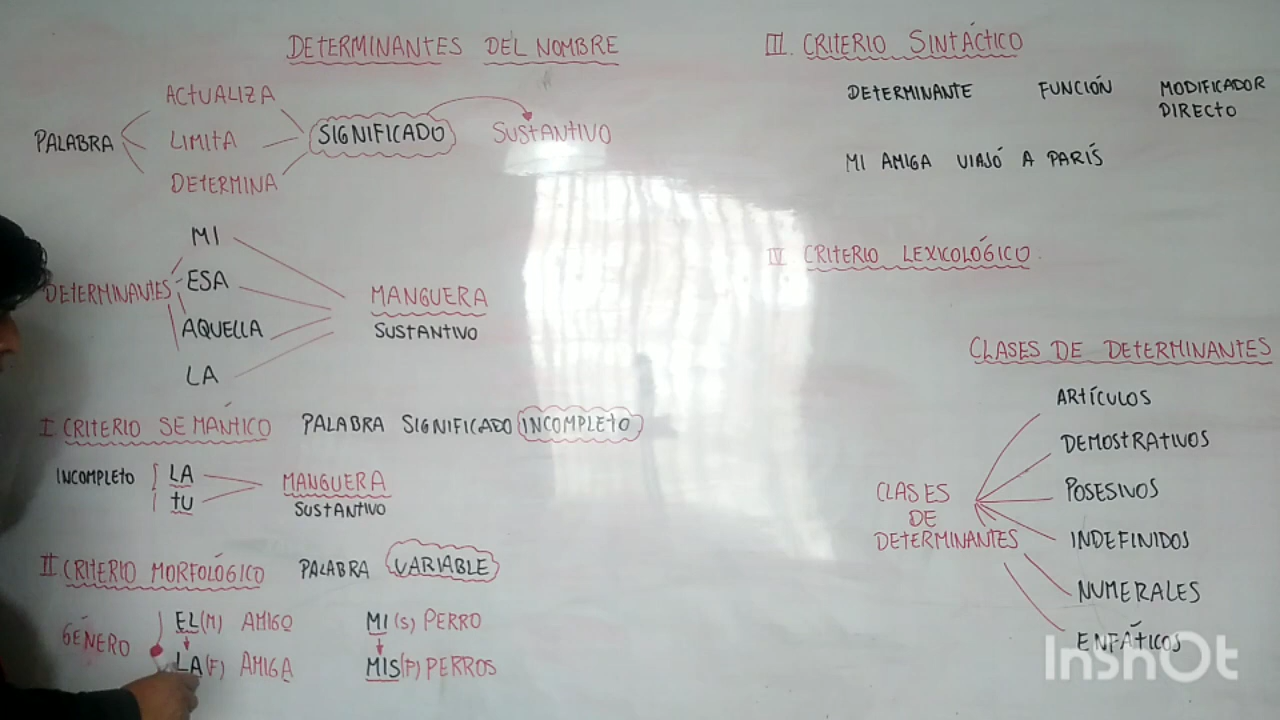 DETERMINANTES DEL NOMBRE
PALABRA
ACTUALIZA
LIMITA
DETERMINA
SIGNIFICADO
SUSTANTIVO
DETERMINANTES
MI
ESA
AQUELLA
LA
MANGUERA
SUSTANTIVO
I CRITERIO SEMÁNTICO PALABRA SIGNIFICADO INCOMPLETO
INCOMPLETO
LA
TU
MANGUERA
SUSTANTIVO
II CRITERIO MORFOLÓGICO PALABRA VARIABLE
GÉNERO
EL(M) AMIGO
LA(F) AMIGA
MI(S) PERRO
MIS(P) PERROS
III. CRITERIO SINTÁCTICO
DETERMINANTE FUNCIÓN MODIFICADOR
DIRECTO
MI AMIGA VIAJÓ A PARÍS
IV CRITERIO LEXICOLÓGICO.
CLASES DE DETERMINANTES
CLASES
DE
DETERMINANTES
ARTÍCULOS
DEMOSTRATIVOS
POSESIVOS
INDEFINIDOS
NUMERALES
ENFÁTICOS
InShOt